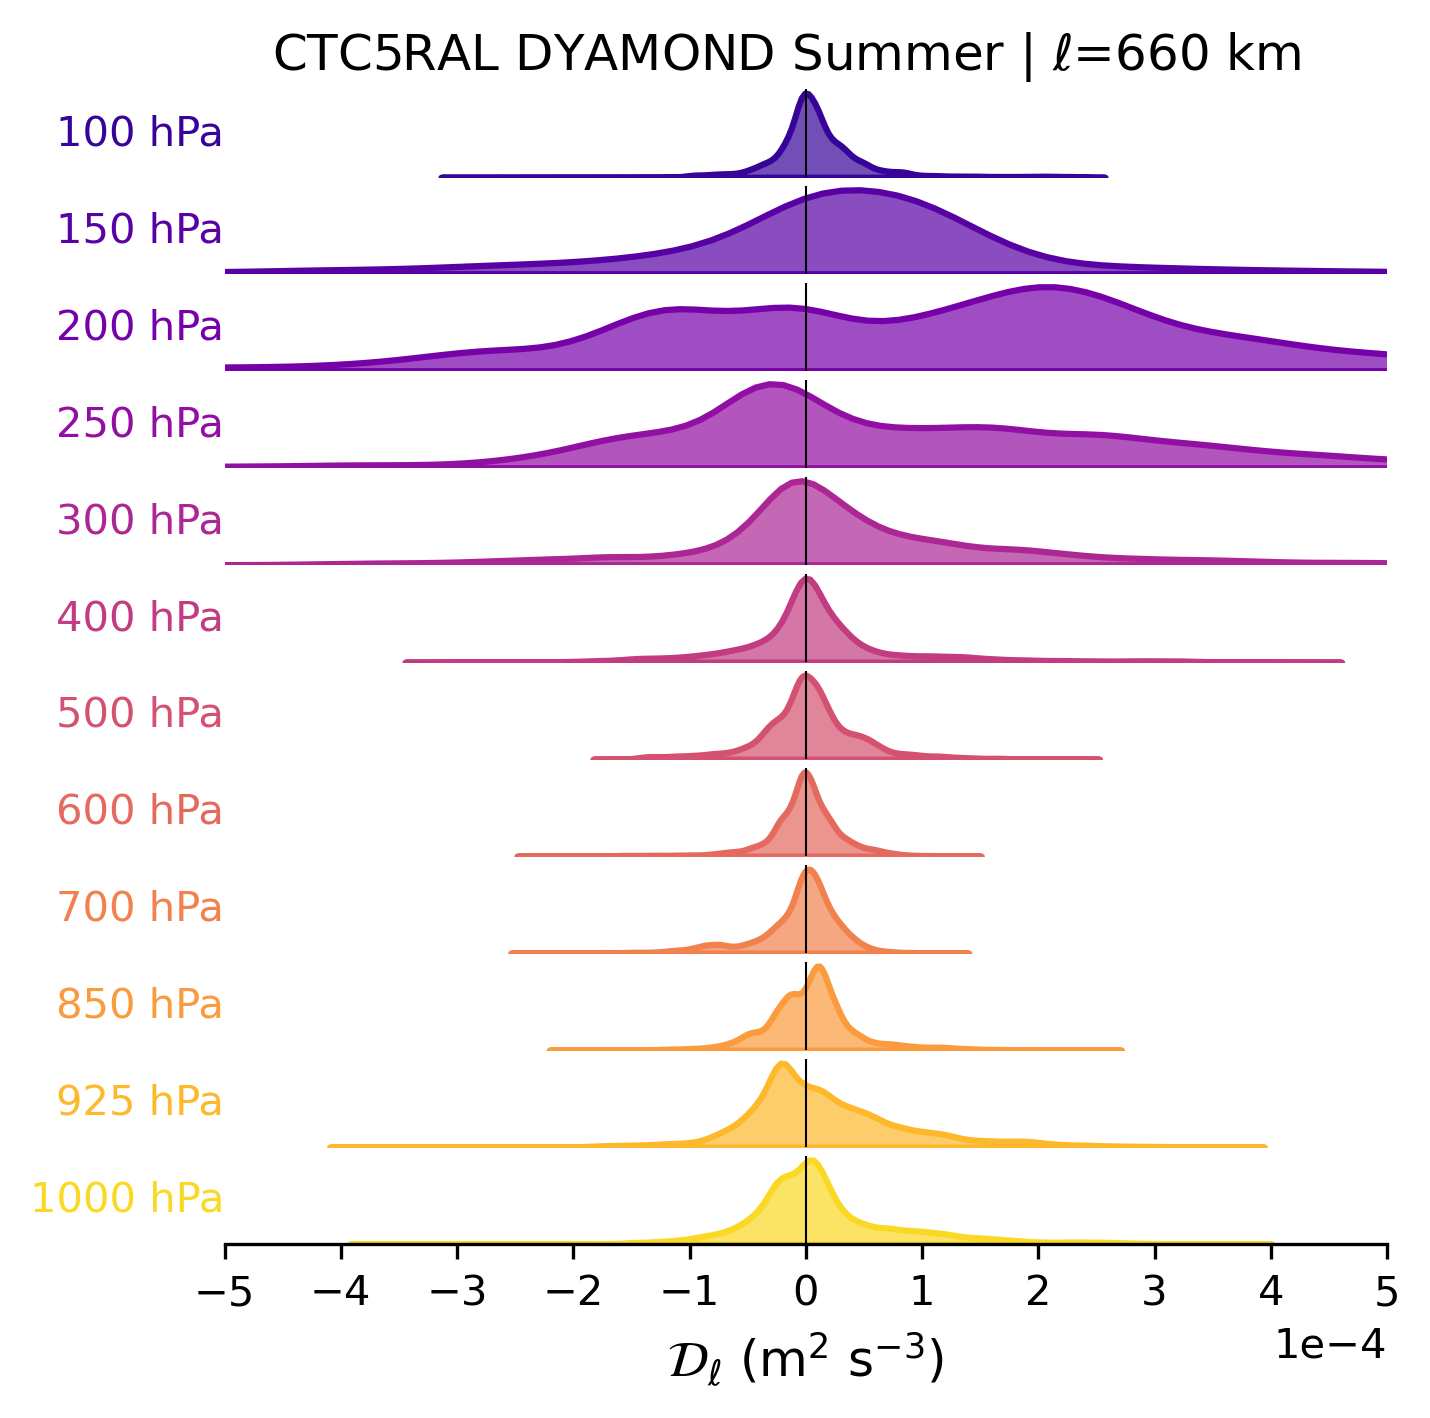 CTC5RAL DYAMOND Summer | ℓ=660 km
100 hPa
150 hPa
200 hPa
250 hPa
300 hPa
400 hPa
500 hPa
600 hPa
700 hPa
850 hPa
925 hPa
1000 hPa
−5 −4 −3 −2 −1 0 1 2 3 4 5
1e−4
𝒟ℓ (m² s⁻³)